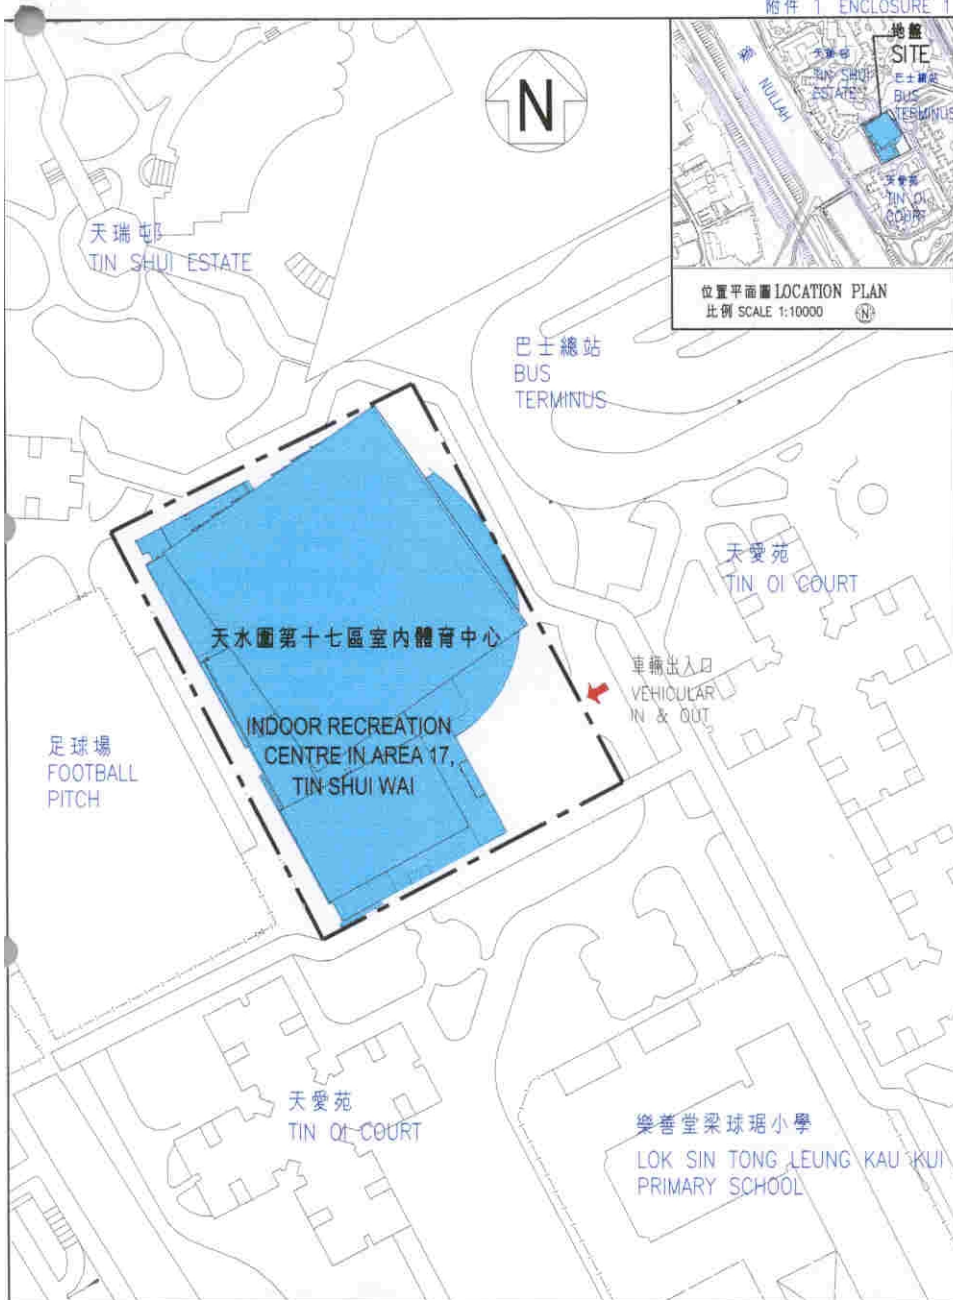 附件 1 ENCLOSURE 1
地盤
SITE
天瑞邨
TIN SHUI
ESTATE
巴士總站
BUS
TERMINUS
NULLAH
天愛苑
TIN OI
COURT
位置平面圖 LOCATION PLAN
比例 SCALE 1:10000
N
N
天瑞邨
TIN SHUI ESTATE
巴士總站
BUS
TERMINUS
天愛苑
TIN OI COURT
天水圍第十七區室內體育中心
車輛出入口
VEHICULAR
IN & OUT
INDOOR RECREATION
CENTRE IN AREA 17,
TIN SHUI WAI
足球場
FOOTBALL
PITCH
天愛苑
TIN OI COURT
樂善堂梁球琚小學
LOK SIN TONG LEUNG KAU KUI
PRIMARY SCHOOL